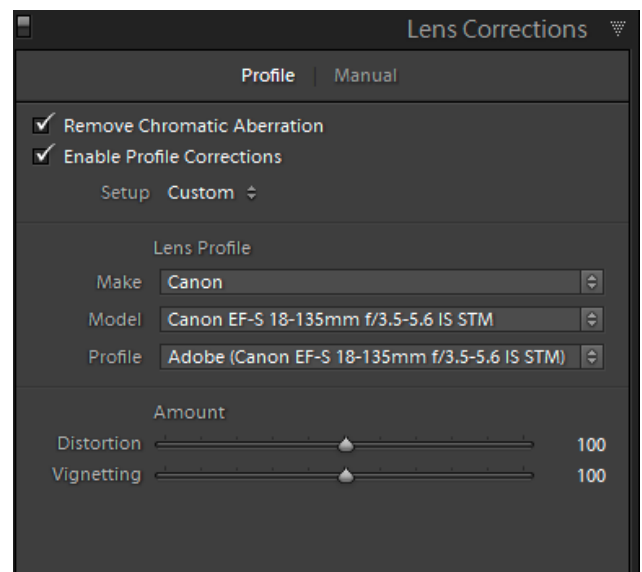 Lens Corrections
Profile | Manual
Remove Chromatic Aberration
Enable Profile Corrections
Setup Custom
Lens Profile
Make Canon
Model Canon EF-S 18-135mm f/3.5-5.6 IS STM
Profile Adobe (Canon EF-S 18-135mm f/3.5-5.6 IS STM)
Amount
Distortion 100
Vignetting 100